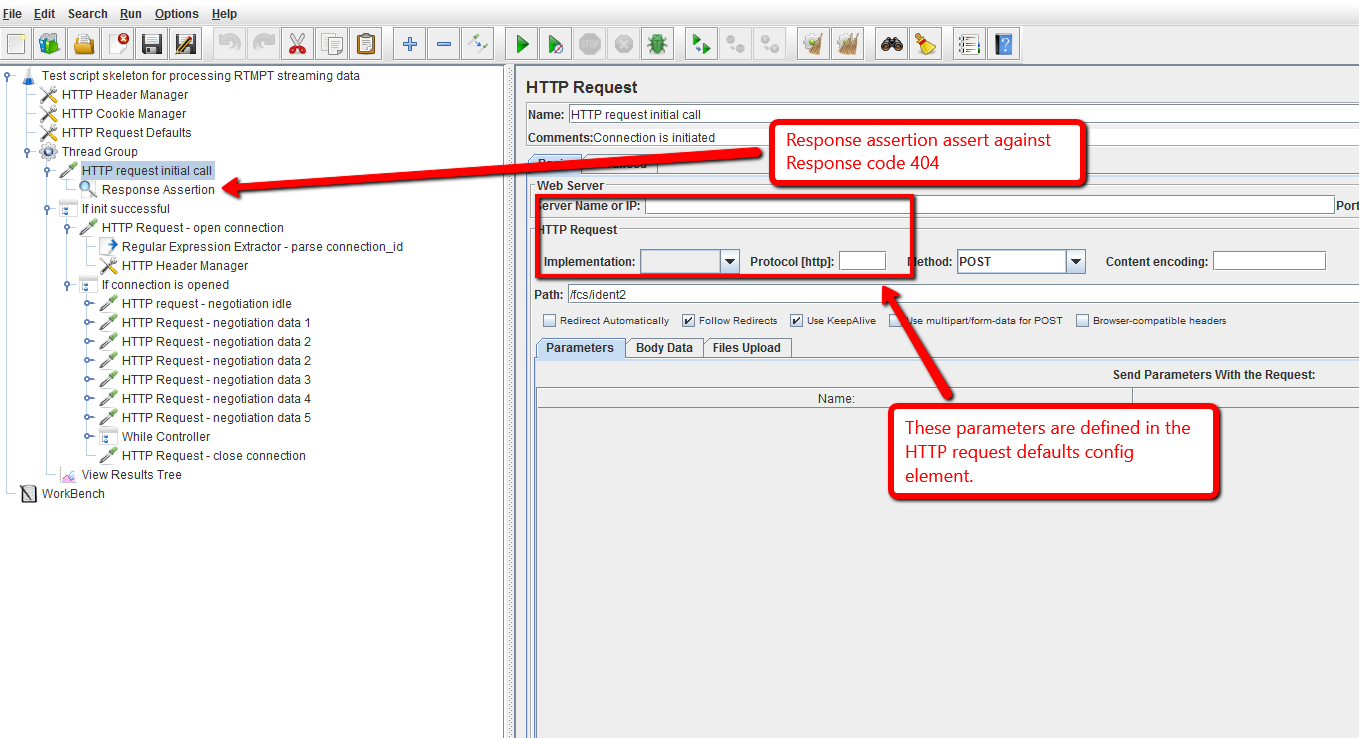 File Edit Search Run Options Help
Test script skeleton for processing RTMPT streaming data
HTTP Header Manager
HTTP Cookie Manager
HTTP Request Defaults
Thread Group
HTTP request initial call
Response Assertion
If init successful
HTTP Request - open connection
Regular Expression Extractor - parse connection_id
HTTP Header Manager
If connection is opened
HTTP request - negotiation idle
HTTP Request - negotiation data 1
HTTP Request - negotiation data 2
HTTP Request - negotiation data 2
HTTP Request - negotiation data 3
HTTP Request - negotiation data 4
HTTP Request - negotiation data 5
While Controller
HTTP Request - close connection
View Results Tree
WorkBench
HTTP Request
Name: HTTP request initial call
Comments: Connection is initiated
Response assertion assert against
Response code 404
Web Server
Server Name or IP: Port
HTTP Request
Implementation: Protocol [http]: Method: POST Content encoding:
Path: /fcs/ident2
Redirect Automatically Follow Redirects Use KeepAlive Use multipart/form-data for POST Browser-compatible headers
Parameters Body Data Files Upload
Send Parameters With the Request:
Name:
These parameters are defined in the
HTTP request defaults config
element.